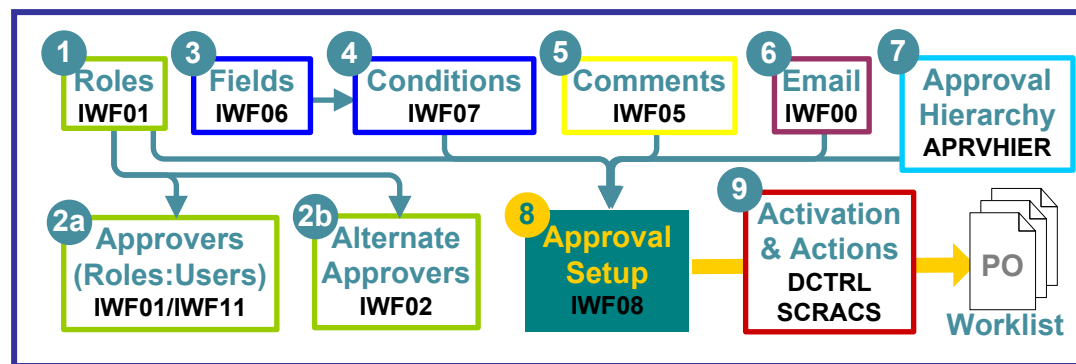 1
Roles
IWF01
3
Fields
IWF06
4
Conditions
IWF07
5
Comments
IWF05
6
Email
IWF00
7
Approval
Hierarchy
APRVHIER
2a
Approvers
(Roles:Users)
IWF01/IWF11
2b
Alternate
Approvers
IWF02
8
Approval
Setup
IWF08
9
Activation
& Actions
DCTRL
SCRACS
PO
Worklist